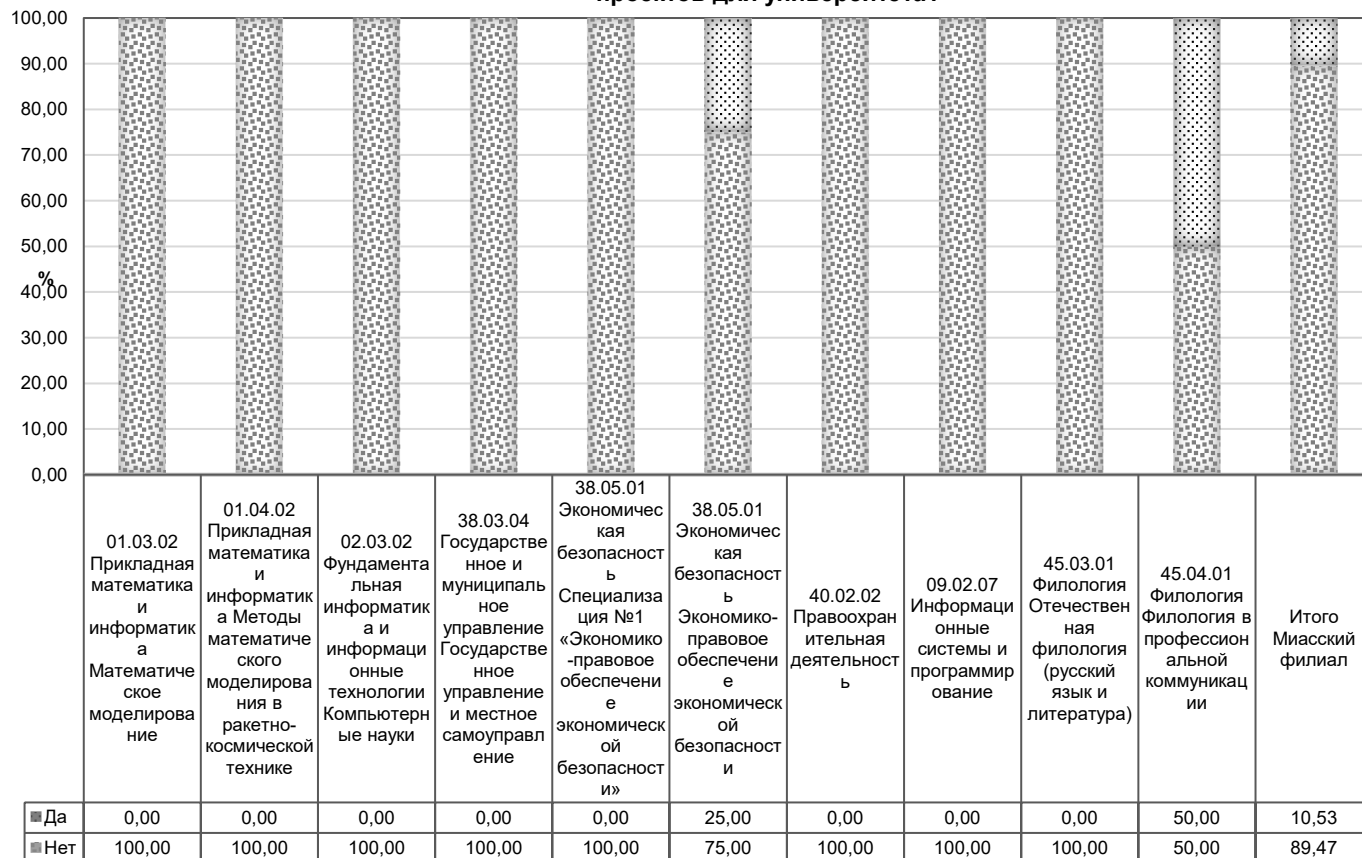 проектов для университета?
100,00
90,00
80,00
70,00
60,00
50,00
%
40,00
30,00
20,00
10,00
0,00
01.03.02
Прикладная
математика
и
информатик
а
Математиче
ское
моделирова
ние
01.04.02
Прикладная
математика
и
информатик
а Методы
математиче
ского
моделирова
ния в
ракетно-
космической
технике
02.03.02
Фундамента
льная
информатик
а и
информаци
онные
технологии
Компьютерн
ые науки
38.03.04
Государстве
нное и
муниципаль
ное
управление
Государстве
нное
управление
и местное
самоуправл
ение
38.05.01
Экономичес
кая
безопасност
ь
Специализа
ция №1
«Экономико
-правовое
обеспечени
е
экономическ
ой
безопасност
и»
38.05.01
Экономичес
кая
безопасност
ь
Экономико-
правовое
обеспечени
е
экономическ
ой
безопасност
и
40.02.02
Правоохран
ительная
деятельност
ь
09.02.07
Информаци
онные
системы и
программир
ование
45.03.01
Филология
Отечествен
ная
филология
(русский
язык и
литература)
45.04.01
Филология
Филология в
профессион
альной
коммуникац
ии
Итого
Миасский
филиал
Да 0,00 0,00 0,00 0,00 0,00 25,00 0,00 0,00 0,00 50,00 10,53
Нет 100,00 100,00 100,00 100,00 100,00 75,00 100,00 100,00 100,00 50,00 89,47